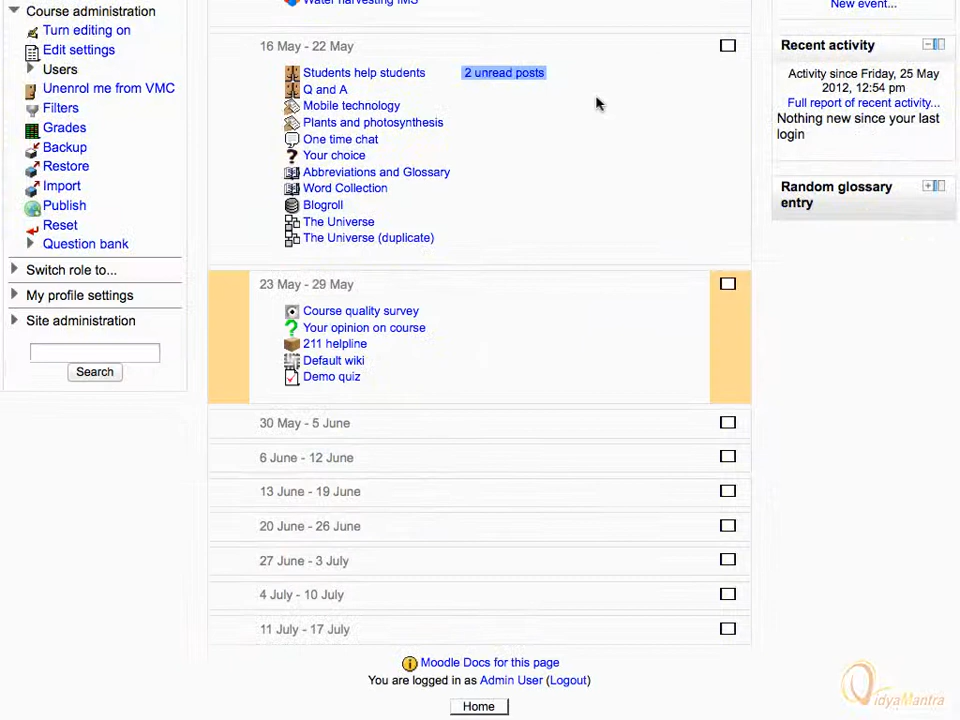 Course administration
Turn editing on
Edit settings
Users
Unenrol me from VMC
Filters
Grades
Backup
Restore
Import
Publish
Reset
Question bank
Switch role to...
My profile settings
Site administration
Search
Water harvesting IMS
16 May - 22 May
Students help students 2 unread posts
Q and A
Mobile technology
Plants and photosynthesis
One time chat
Your choice
Abbreviations and Glossary
Word Collection
Blogroll
The Universe
The Universe (duplicate)
23 May - 29 May
Course quality survey
Your opinion on course
211 helpline
Default wiki
Demo quiz
30 May - 5 June
6 June - 12 June
13 June - 19 June
20 June - 26 June
27 June - 3 July
4 July - 10 July
11 July - 17 July
Moodle Docs for this page
You are logged in as Admin User (Logout)
Home
New event...
Recent activity
Activity since Friday, 25 May
2012, 12:54 pm
Full report of recent activity...
Nothing new since your last
login
Random glossary
entry
VidyaMantra